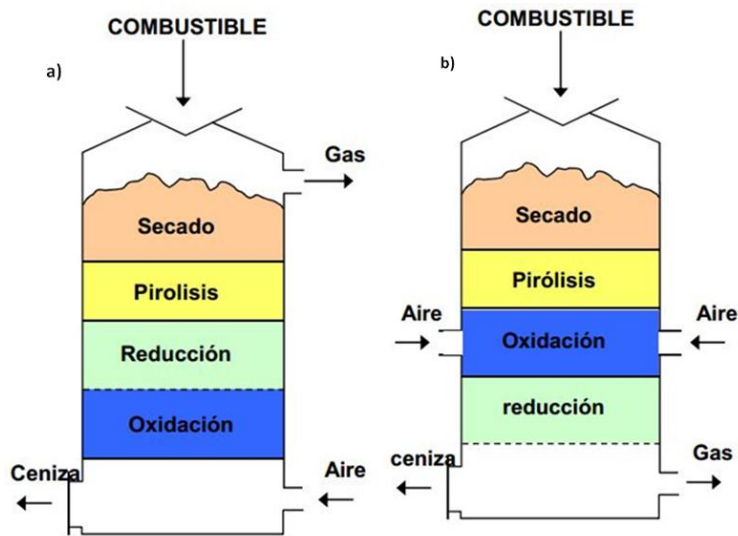 COMBUSTIBLE
a)
Gas
Secado
Pirolisis
Reducción
Oxidación
Ceniza
Aire
COMBUSTIBLE
b)
Secado
Pirólisis
Aire
Oxidación
Aire
reducción
ceniza
Gas